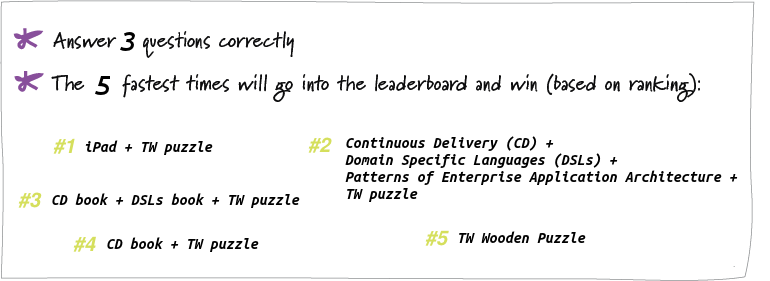 Answer 3 questions correctly
The 5 fastest times will go into the leaderboard and win (based on ranking):
#1 iPad + TW puzzle
#2 Continuous Delivery (CD) +
Domain Specific Languages (DSLs) +
Patterns of Enterprise Application Architecture +
TW puzzle
#3 CD book + DSLs book + TW puzzle
#4 CD book + TW puzzle
#5 TW Wooden Puzzle